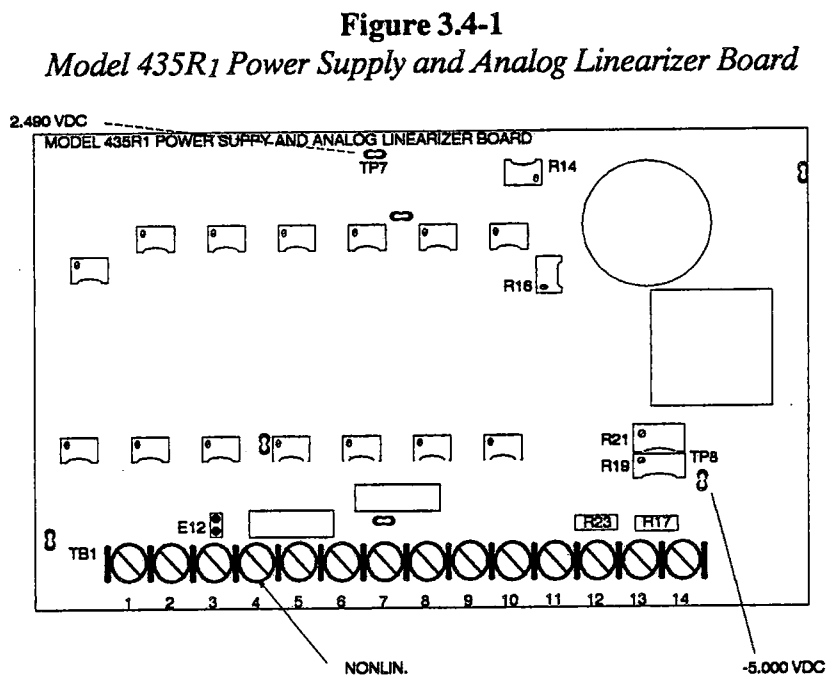 Figure 3.4-1
Model 435R1 Power Supply and Analog Linearizer Board
2.490 VDC
MODEL 435R1 POWER SUPPLY AND ANALOG LINEARIZER BOARD
TP7
R14
R16
R21
R19
TP8
E12
R23
R17
TB1
1 2 3 4 5 6 7 8 9 10 11 12 13 14
NONLIN.
-5.000 VDC